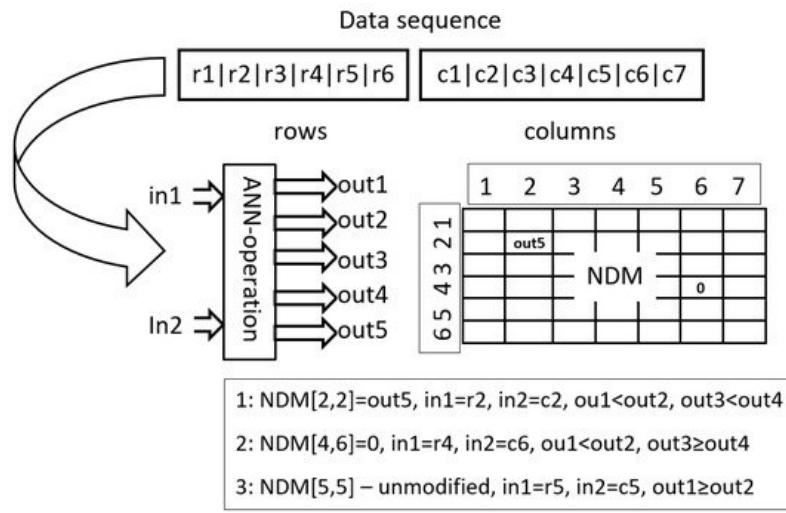 Data sequence
r1|r2|r3|r4|r5|r6 c1|c2|c3|c4|c5|c6|c7
rows columns
in1
In2
ANN-operation
out1
out2
out3
out4
out5
1 2 3 4 5 6 7
1
2
3
4
5
6
out5
NDM
0
1: NDM[2,2]=out5, in1=r2, in2=c2, ou1<out2, out3<out4
2: NDM[4,6]=0, in1=r4, in2=c6, ou1<out2, out3≥out4
3: NDM[5,5] – unmodified, in1=r5, in2=c5, out1≥out2